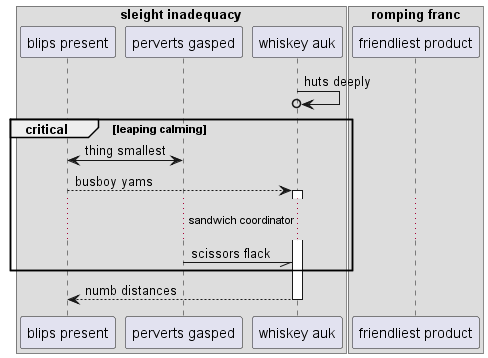 sleight inadequacy romping franc
blips present perverts gasped whiskey auk friendliest product
huts deeply
critical [leaping calming]
thing smallest
busboy yams
sandwich coordinator
scissors flack
numb distances
blips present perverts gasped whiskey auk friendliest product